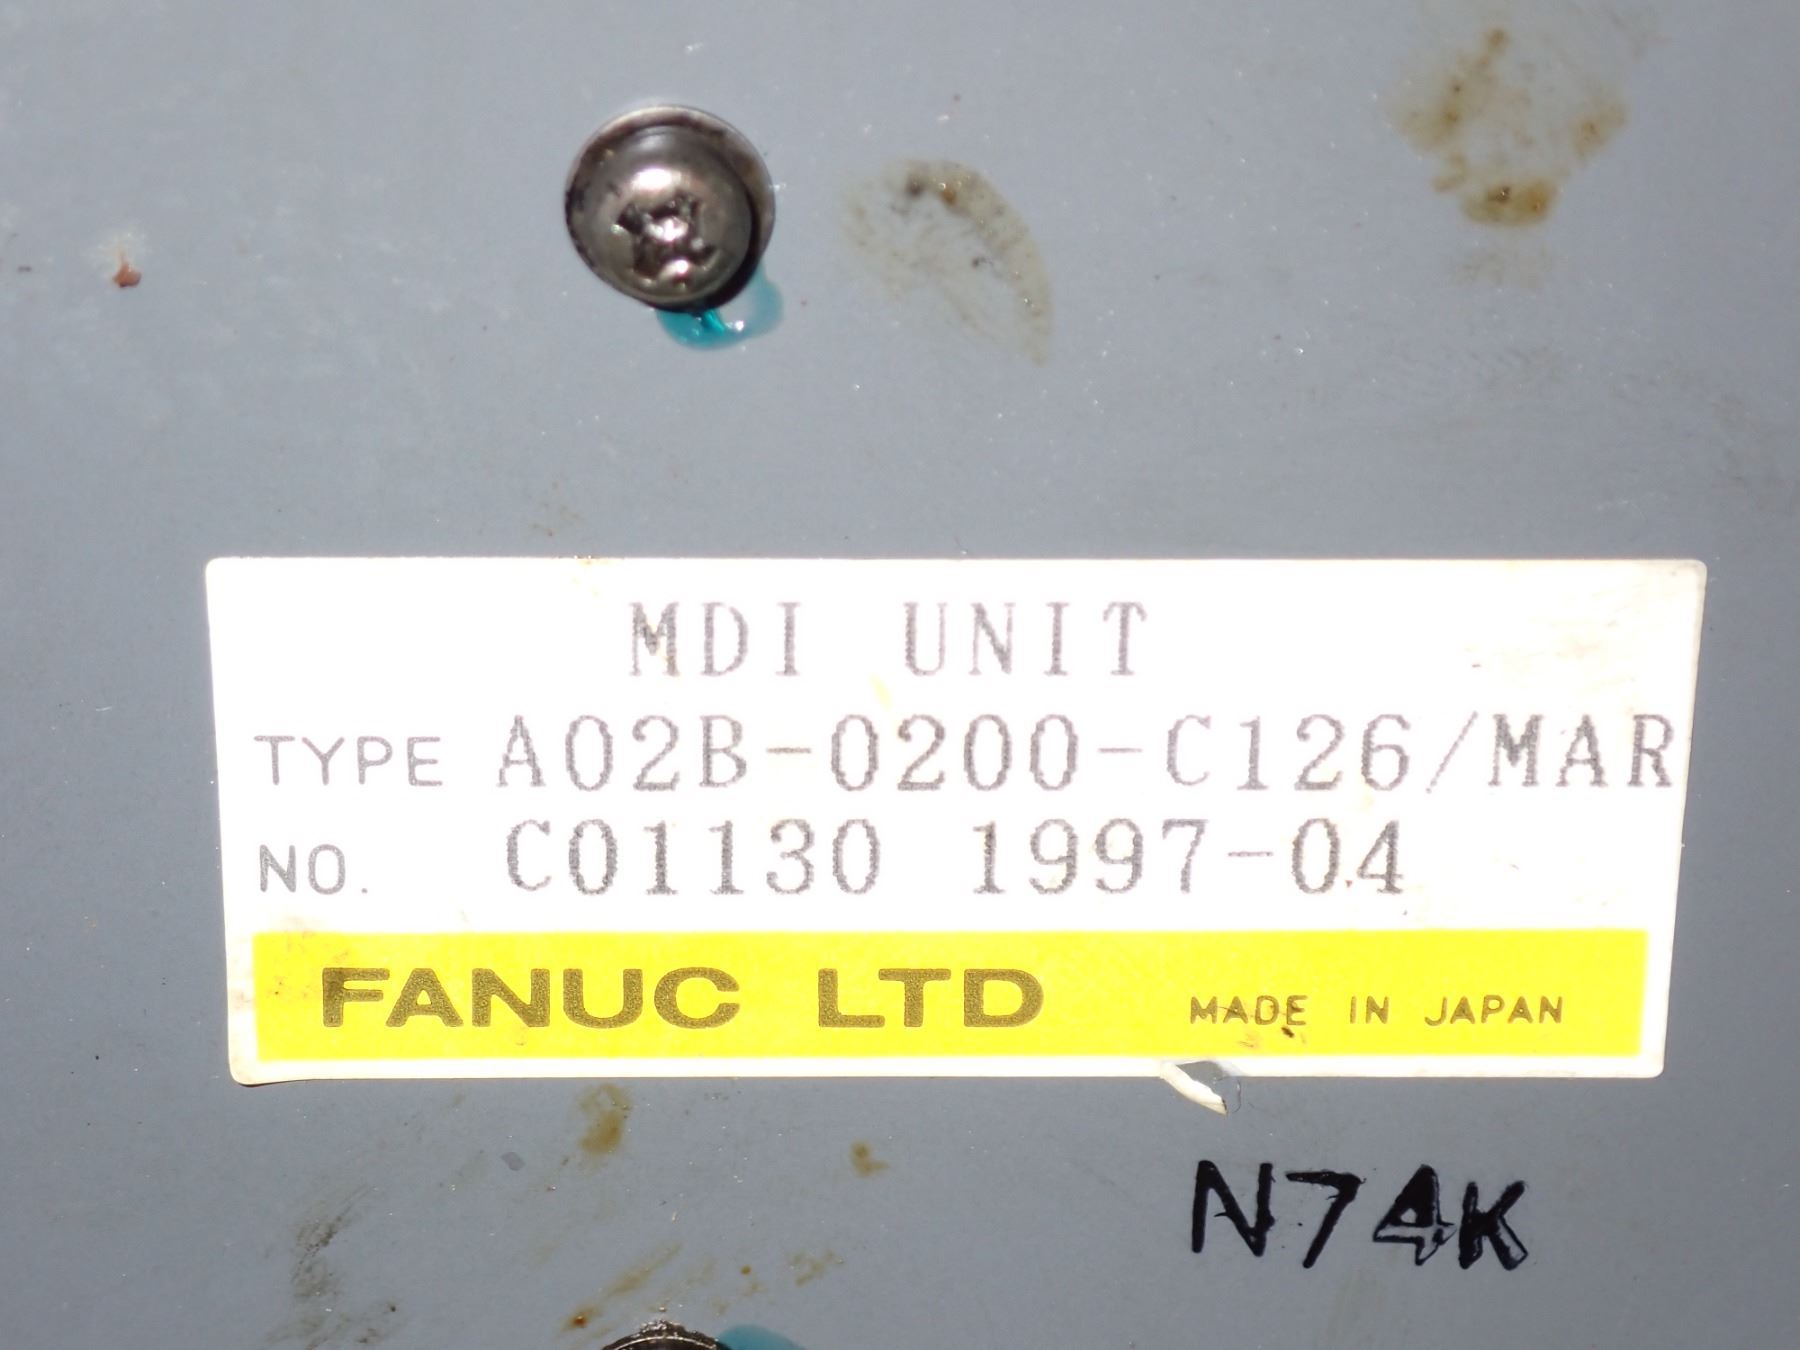 MDI UNIT
TYPE A02B-0200-C126/MAR
NO. C01130 1997-04
FANUC LTD MADE IN JAPAN
N74K